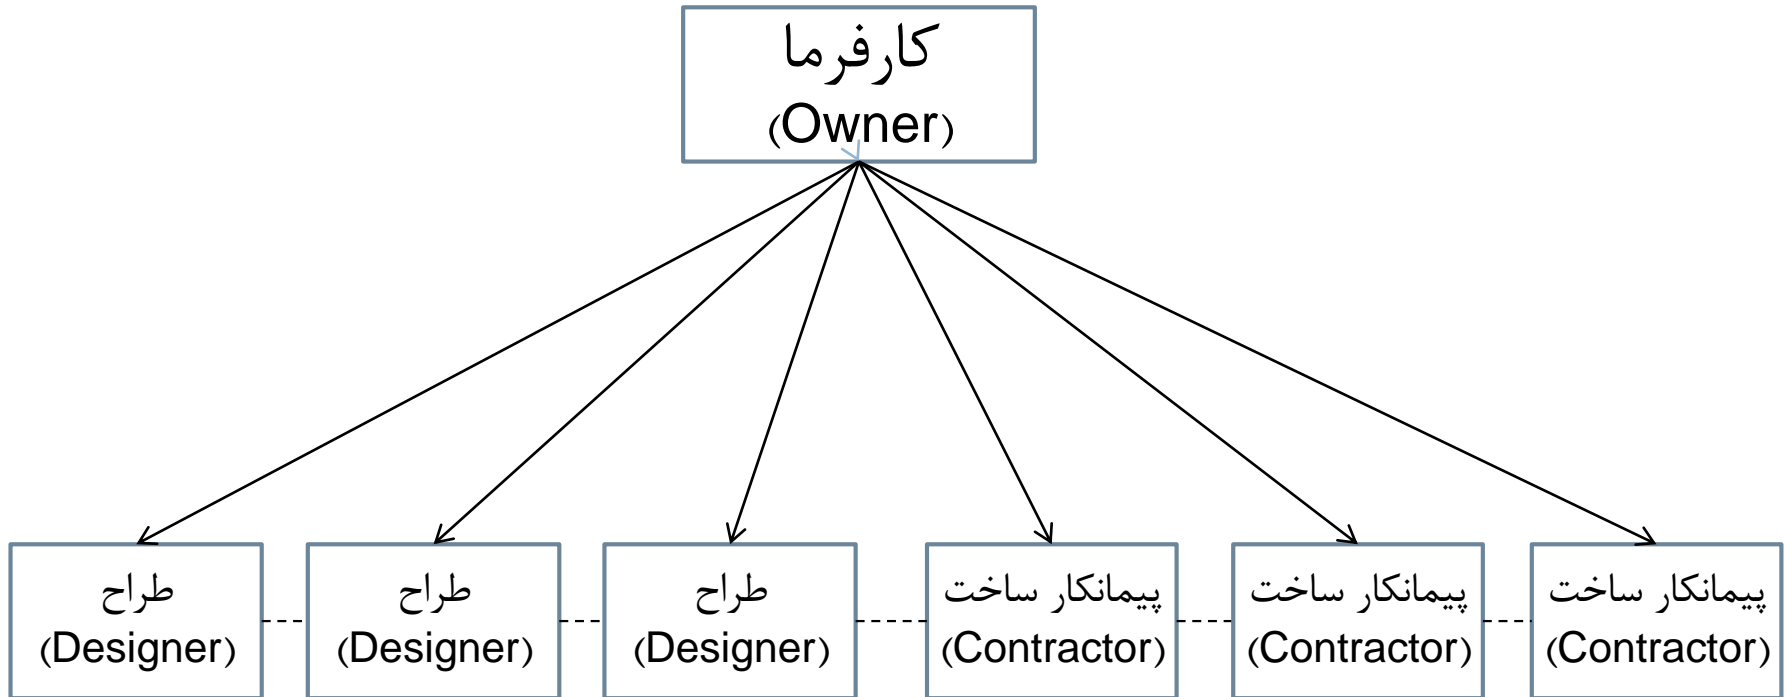 کارفرما
(Owner)
طراح
(Designer)
طراح
(Designer)
طراح
(Designer)
پیمانکار ساخت
(Contractor)
پیمانکار ساخت
(Contractor)
پیمانکار ساخت
(Contractor)